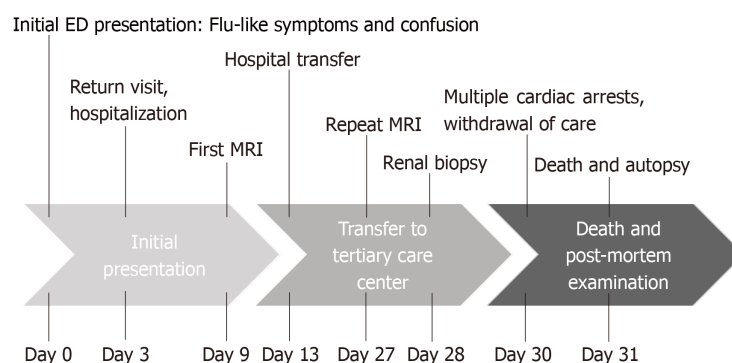 Initial ED presentation: Flu-like symptoms and confusion
Hospital transfer
Return visit,
hospitalization
Multiple cardiac arrests,
withdrawal of care
First MRI
Repeat MRI
Renal biopsy
Death and autopsy
Initial
presentation
Transfer to
tertiary care
center
Death and
post-mortem
examination
Day 0
Day 3
Day 9
Day 13
Day 27
Day 28
Day 30
Day 31